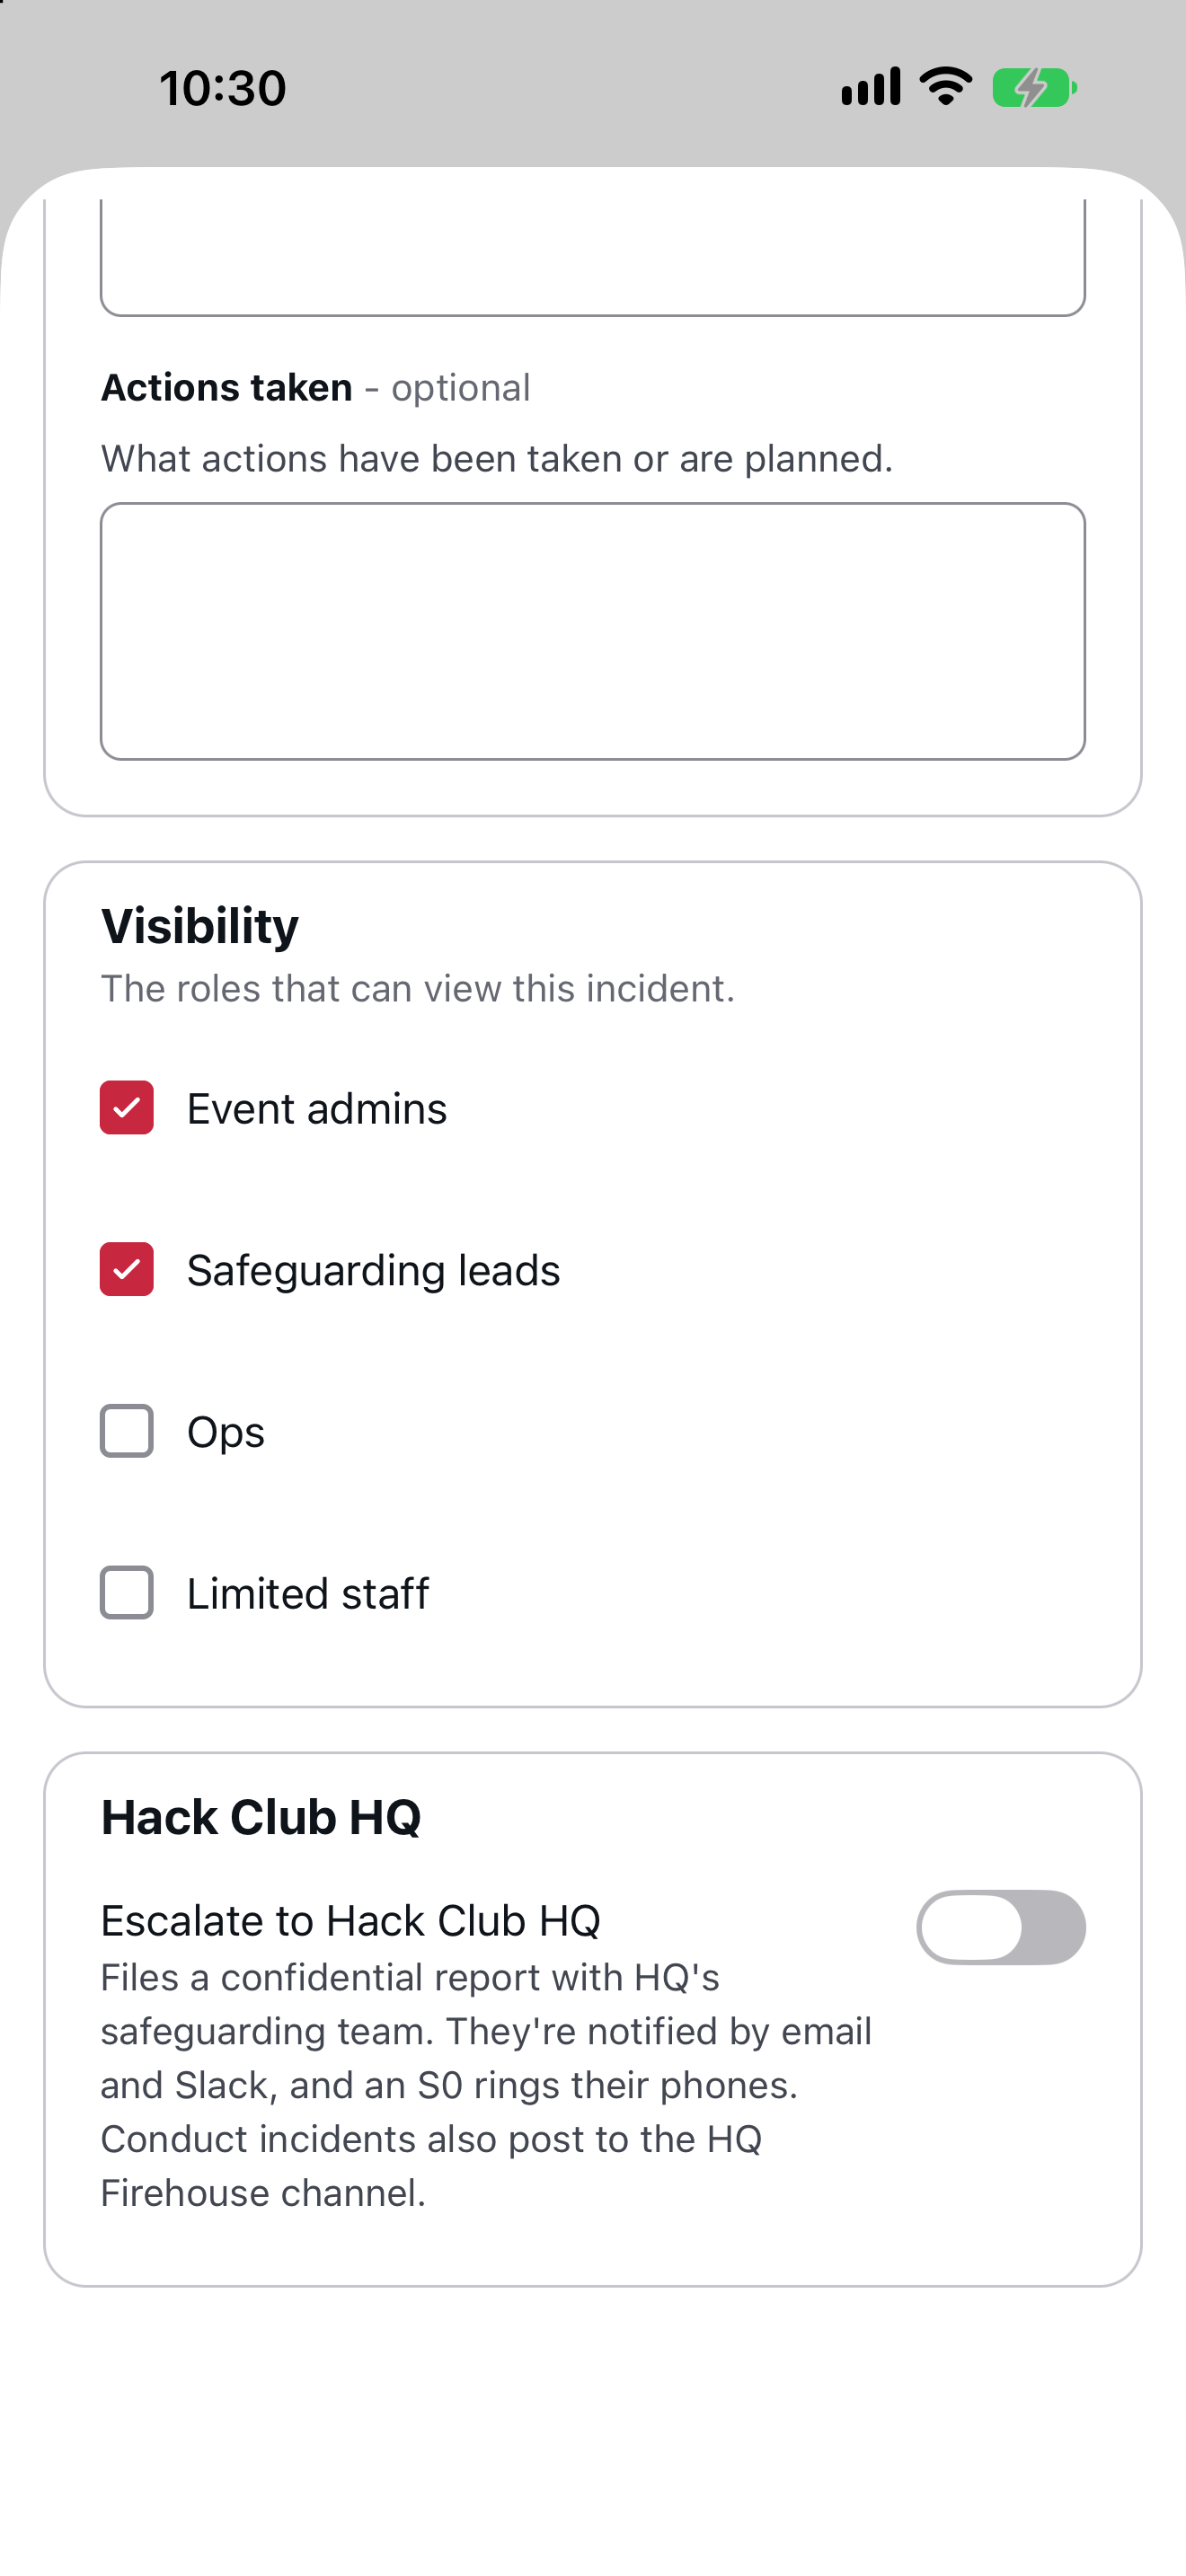 10:30
Actions taken - optional
What actions have been taken or are planned.
Visibility
The roles that can view this incident.
Event admins
Safeguarding leads
Ops
Limited staff
Hack Club HQ
Escalate to Hack Club HQ
Files a confidential report with HQ's
safeguarding team. They're notified by email
and Slack, and an S0 rings their phones.
Conduct incidents also post to the HQ
Firehouse channel.